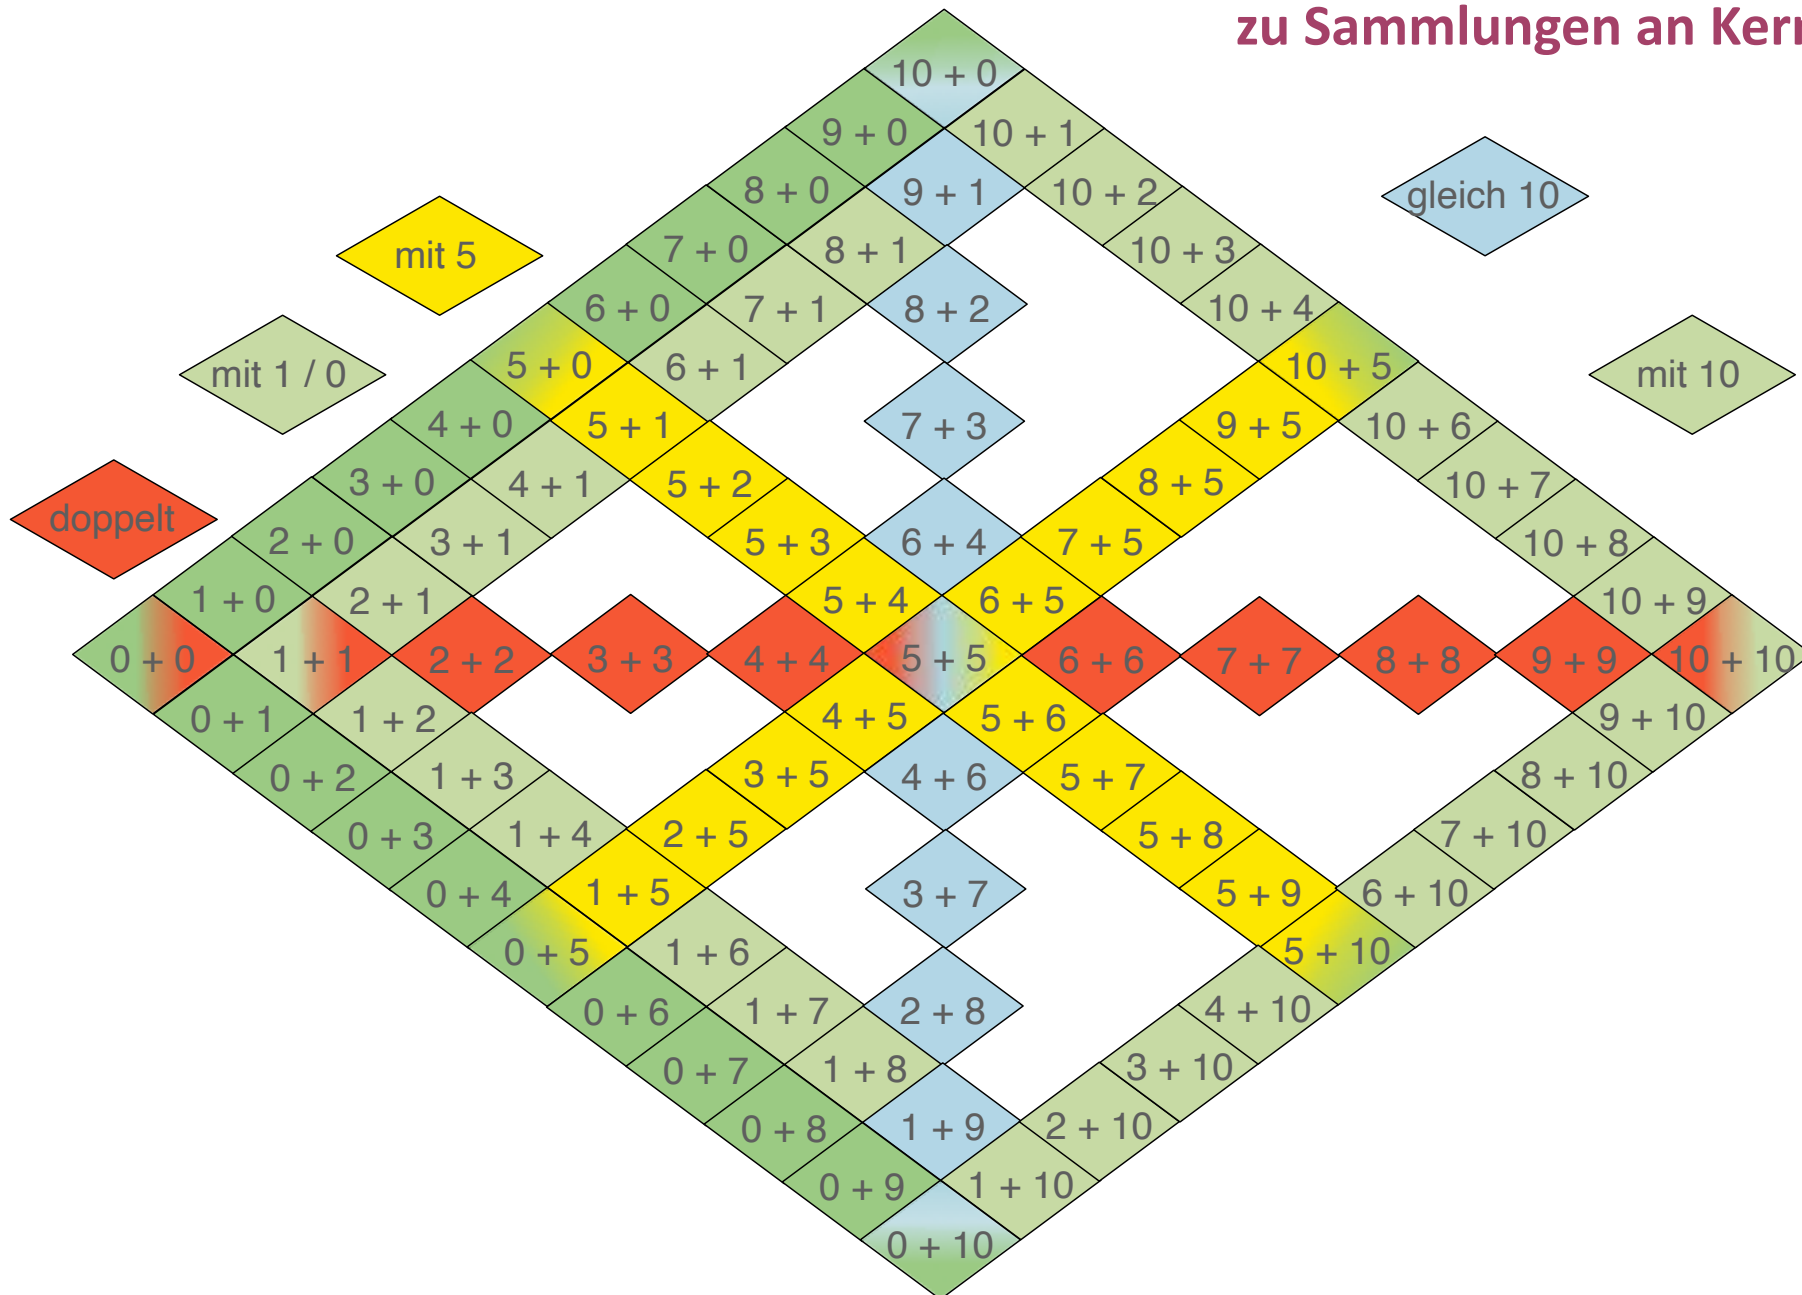 zu Sammlungen an
10 + 0
9 + 0 10 + 1
8 + 0 9 + 1 10 + 2 gleich 10
mit 5 7 + 0 8 + 1 10 + 3
6 + 0 7 + 1 8 + 2 10 + 4
mit 1 / 0 5 + 0 6 + 1 10 + 5 mit 10
4 + 0 5 + 1 7 + 3 9 + 5 10 + 6
3 + 0 4 + 1 5 + 2 8 + 5 10 + 7
doppelt 2 + 0 3 + 1 5 + 3 6 + 4 7 + 5 10 + 8
1 + 0 2 + 1 5 + 4 6 + 5 10 + 9
0 + 0 1 + 1 2 + 2 3 + 3 4 + 4 5 + 5 6 + 6 7 + 7 8 + 8 9 + 9 10 + 10
0 + 1 1 + 2 4 + 5 5 + 6 9 + 10
0 + 2 1 + 3 3 + 5 4 + 6 5 + 7 8 + 10
0 + 3 1 + 4 2 + 5 5 + 8 7 + 10
0 + 4 1 + 5 3 + 7 5 + 9 6 + 10
0 + 5 1 + 6 5 + 10
0 + 6 1 + 7 2 + 8 4 + 10
0 + 7 1 + 8 3 + 10
0 + 8 1 + 9 2 + 10
0 + 9 1 + 10
0 + 10